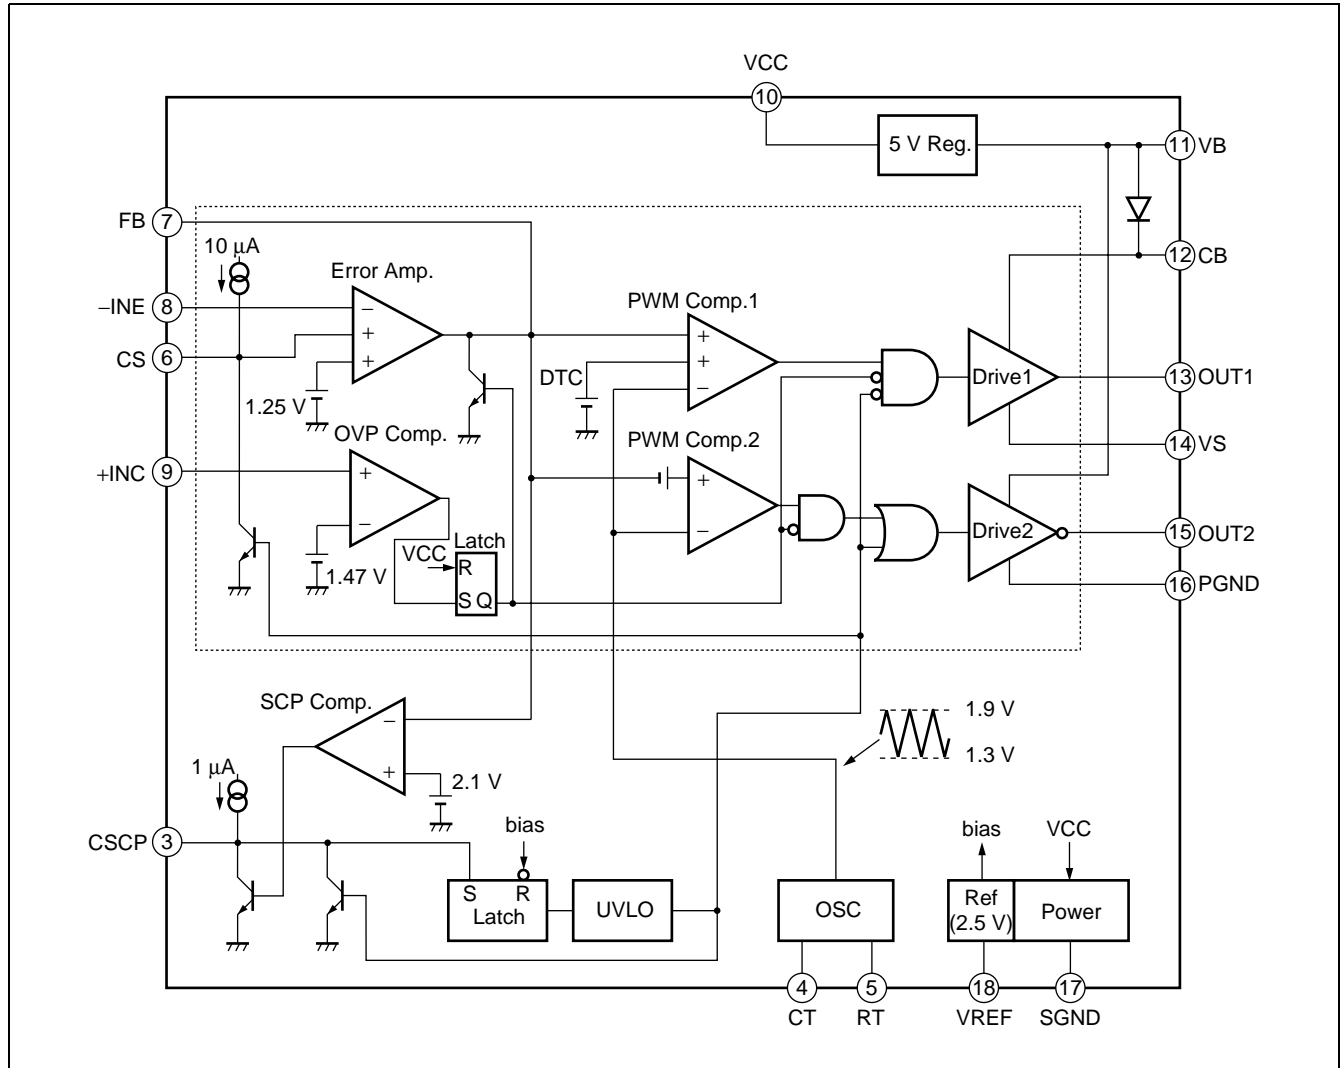 VCC
10
5 V Reg.
11 VB
FB 7
10 μA
Error Amp.
12 CB
−INE 8
−
+
+
CS 6
1.25 V
PWM Comp.1
+
+
−
DTC
Drive1
13 OUT1
14 VS
OVP Comp.
+INC 9
+
−
1.47 V
PWM Comp.2
+
−
Drive2
15 OUT2
16 PGND
VCC
Latch
R
S Q
SCP Comp.
−
+
2.1 V
1.9 V
1.3 V
1 μA
CSCP 3
bias
S R
Latch
UVLO
OSC
bias
VCC
Ref
(2.5 V)
Power
4
5
18
17
CT
RT
VREF
SGND